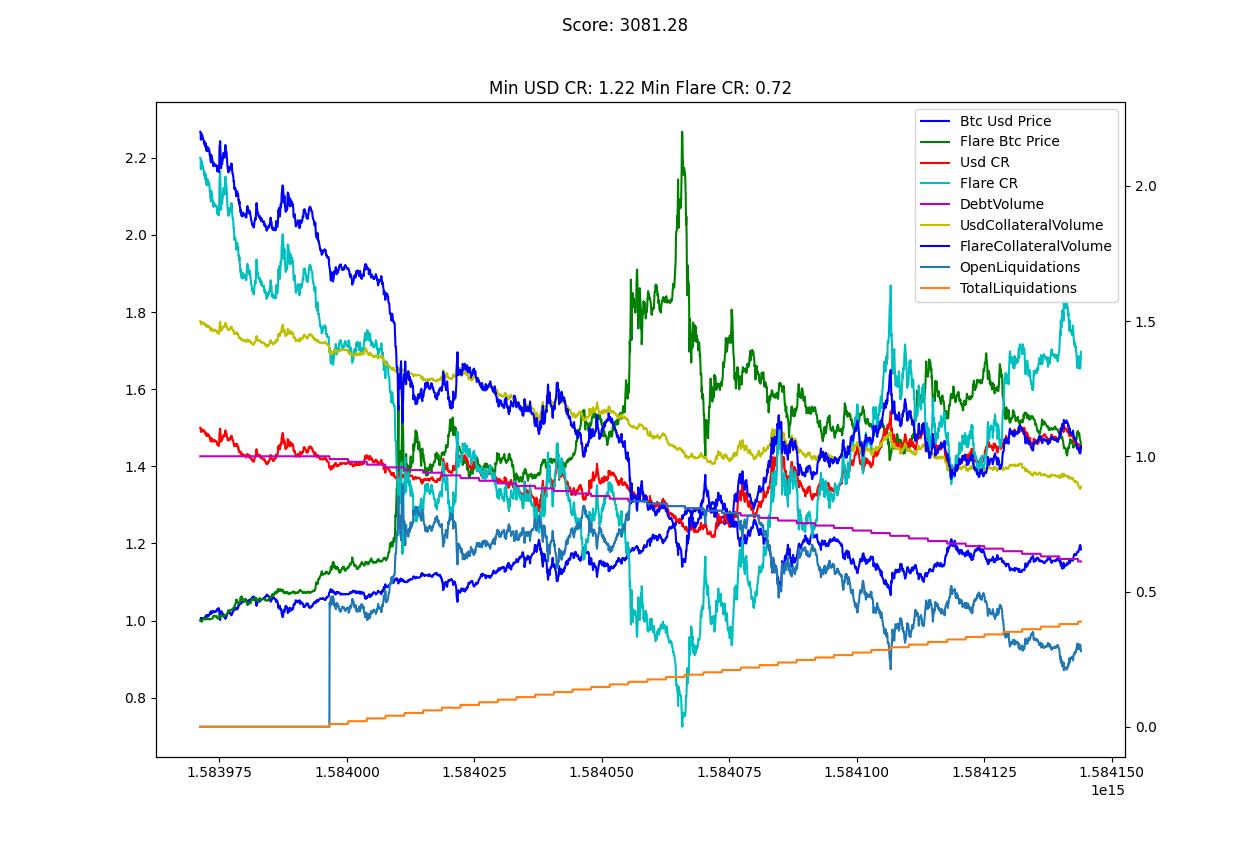 Score: 3081.28
Min USD CR: 1.22 Min Flare CR: 0.72
Btc Usd Price
Flare Btc Price
Usd CR
Flare CR
DebtVolume
UsdCollateralVolume
FlareCollateralVolume
OpenLiquidations
TotalLiquidations
2.2
2.0
1.8
1.6
1.4
1.2
1.0
0.8
2.0
1.5
1.0
0.5
0.0
1.583975 1.584000 1.584025 1.584050 1.584075 1.584100 1.584125 1.584150
1e15